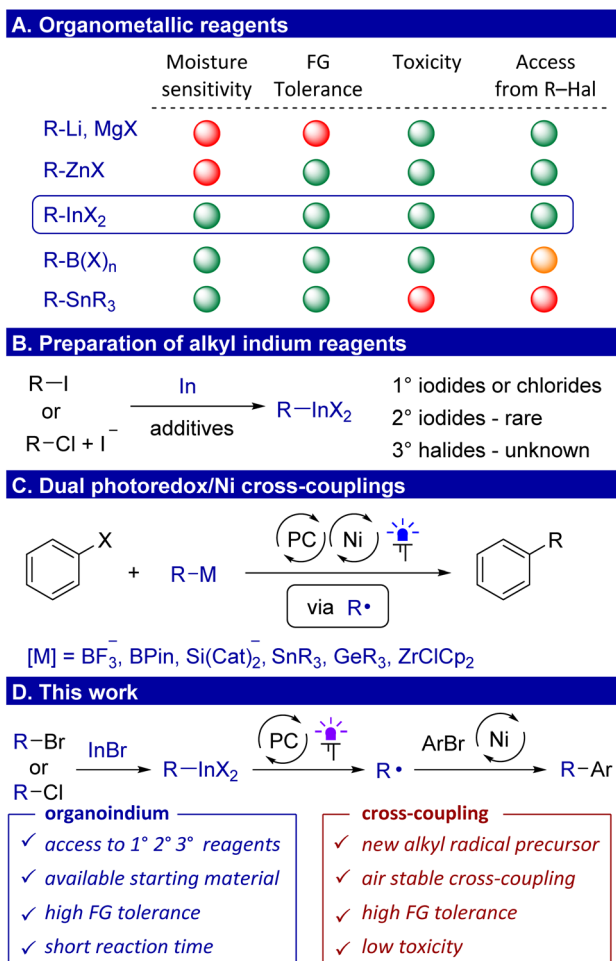 A. Organometallic reagents
Moisture sensitivity
FG Tolerance
Toxicity
Access from R–Hal
R-Li, MgX
R-ZnX
R-InX₂
R-B(X)ₙ
R-SnR₃
B. Preparation of alkyl indium reagents
R–I
or
R–Cl + I⁻
In
additives
R–InX₂
1° iodides or chlorides
2° iodides - rare
3° halides - unknown
C. Dual photoredox/Ni cross-couplings
X
+
R-M
PC
Ni
via R•
R
[M] = BF₃⁻, BPin, Si(Cat)₂⁻, SnR₃, GeR₃, ZrClCp₂
D. This work
R–Br
or
R–Cl
InBr
R–InX₂
PC
R•
ArBr
Ni
R–Ar
organoindium
✓ access to 1° 2° 3° reagents
✓ available starting material
✓ high FG tolerance
✓ short reaction time
cross-coupling
✓ new alkyl radical precursor
✓ air stable cross-coupling
✓ high FG tolerance
✓ low toxicity